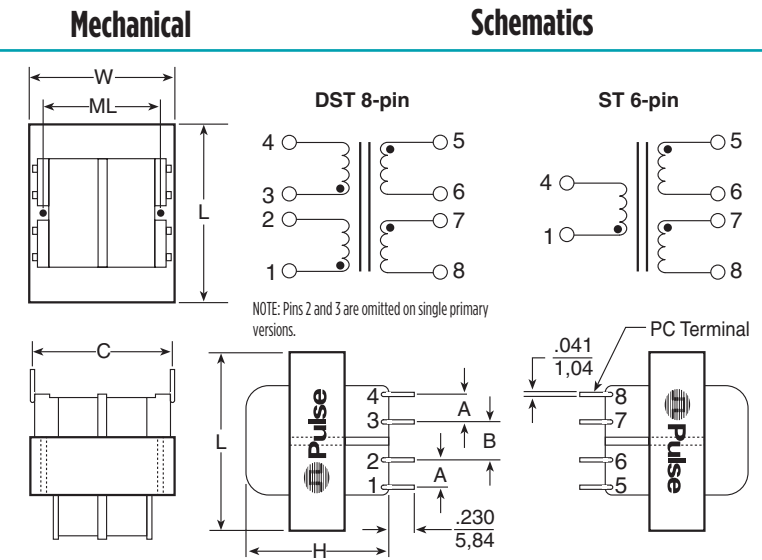 Mechanical
Schematics
W
ML
L
DST 8-pin
4
3
2
1
5
6
7
8
ST 6-pin
4
1
5
6
7
8
NOTE: Pins 2 and 3 are omitted on single primary
versions.
C
L
Pulse
4
3
2
1
A
B
A
H
.230
5,84
.041
1,04
PC Terminal
8
7
6
5
Pulse